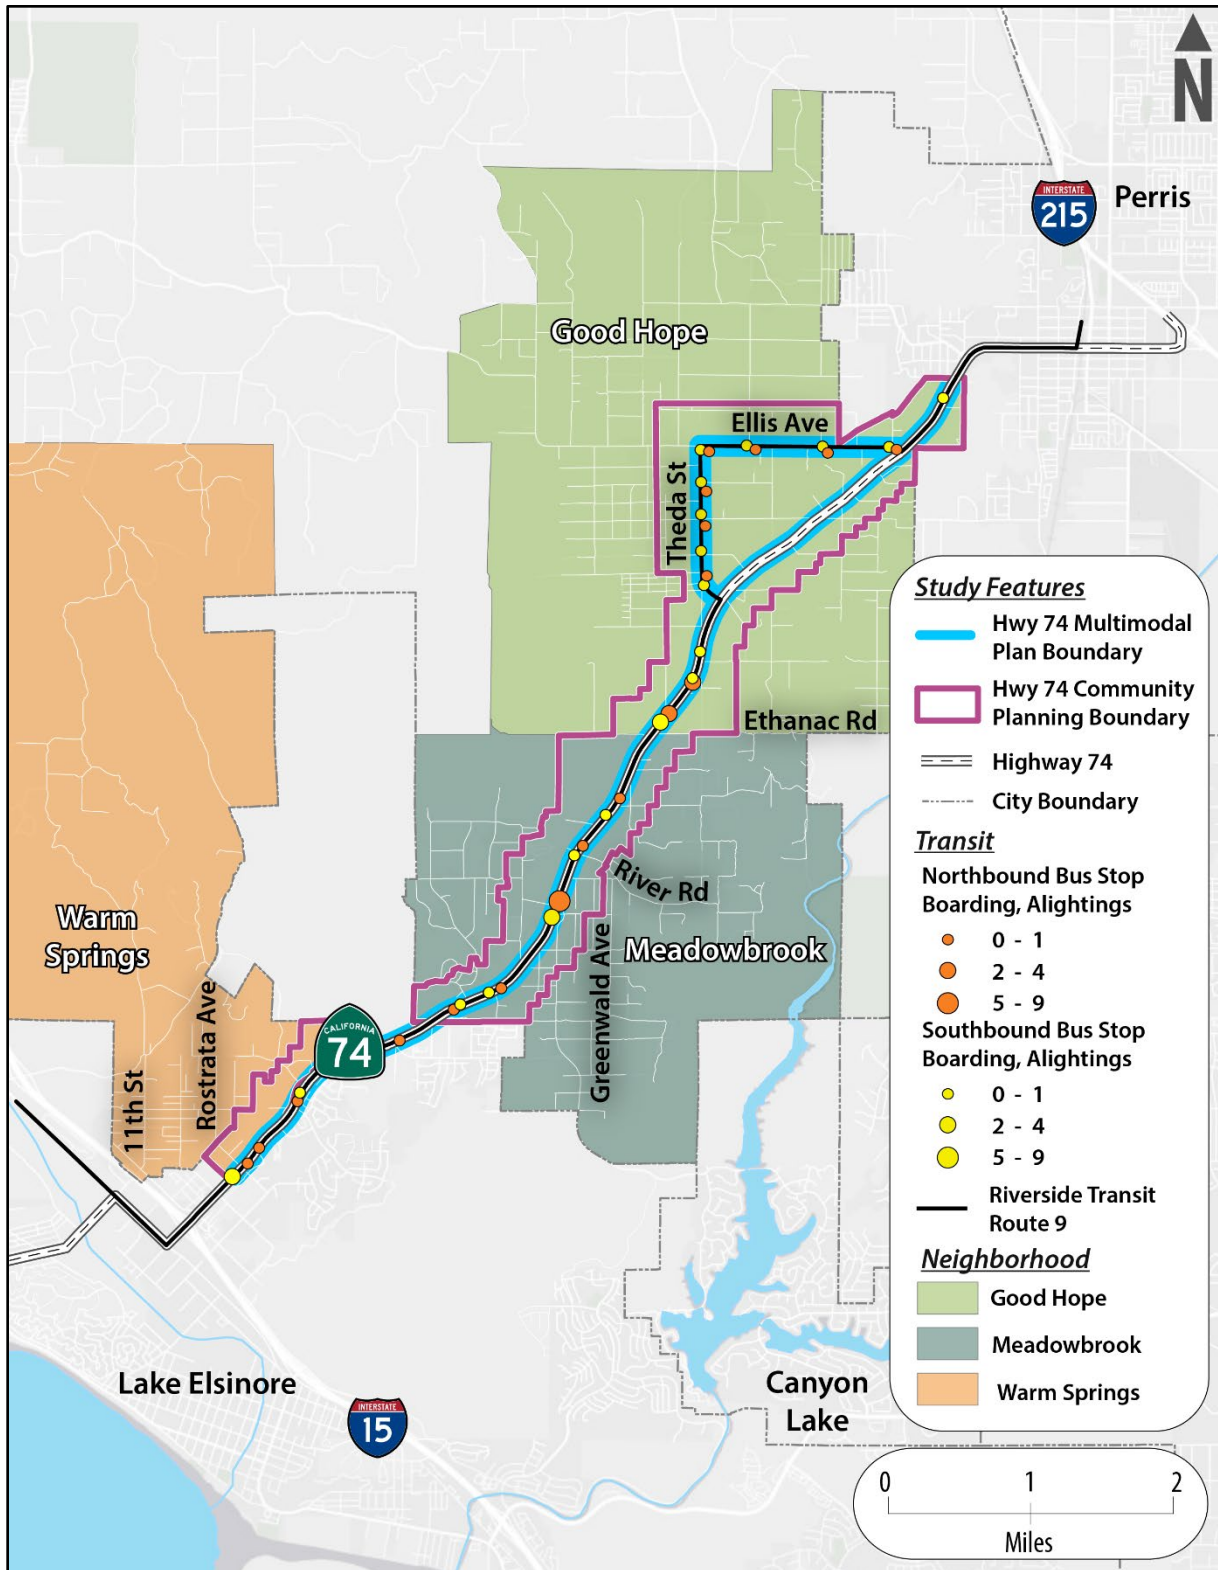 N
INTERSTATE
215
Perris
Good Hope
Ellis Ave
Theda St
Ethanac Rd
River Rd
Meadowbrook
Greenwald Ave
Warm
Springs
Rostrata Ave
11th St
CALIFORNIA
74
Lake Elsinore
INTERSTATE
15
Canyon
Lake
Study Features
Hwy 74 Multimodal
Plan Boundary
Hwy 74 Community
Planning Boundary
Highway 74
City Boundary
Transit
Northbound Bus Stop
Boarding, Alightings
0 - 1
2 - 4
5 - 9
Southbound Bus Stop
Boarding, Alightings
0 - 1
2 - 4
5 - 9
Riverside Transit
Route 9
Neighborhood
Good Hope
Meadowbrook
Warm Springs
0 1 2
Miles